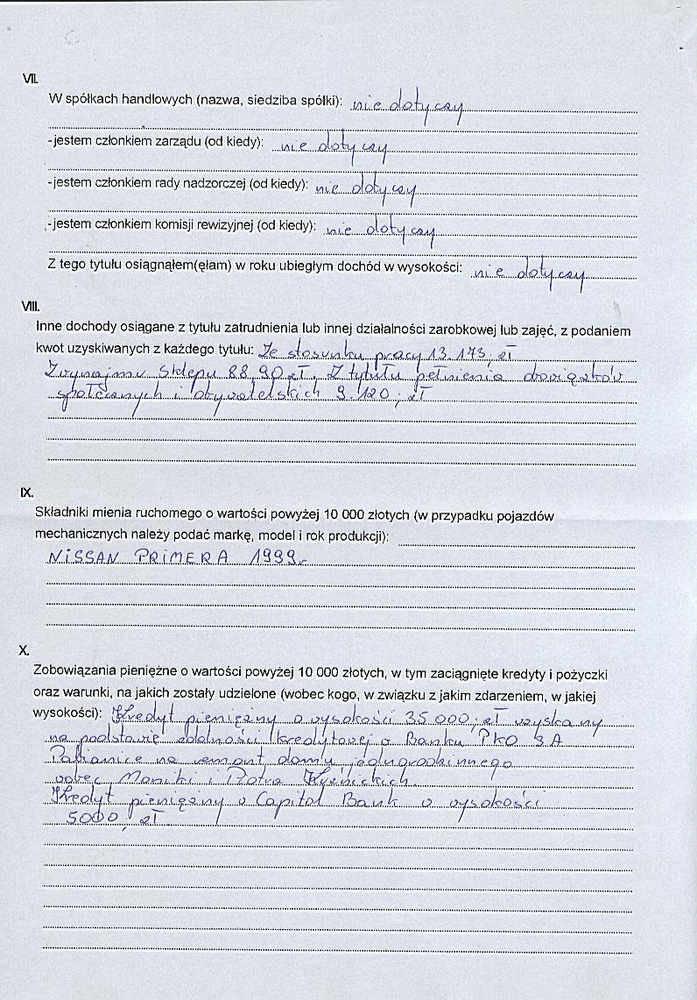 VII.
W spółkach handlowych (nazwa, siedziba spółki): nie dotyczy
-jestem członkiem zarządu (od kiedy): nie dotyczy
-jestem członkiem rady nadzorczej (od kiedy): nie dotyczy
-jestem członkiem komisji rewizyjnej (od kiedy): nie dotyczy
Z tego tytułu osiągnąłem(ęłam) w roku ubiegłym dochód w wysokości: nie dotyczy
VIII.
Inne dochody osiągane z tytułu zatrudnienia lub innej działalności zarobkowej lub zajęć, z podaniem
kwot uzyskiwanych z każdego tytułu: Ze stosunku pracy 13.173,- zł
Z wynajmu sklepu 88,90 zł, Z tytułu pełnienia obowiązków
społecznych i obywatelskich 9.120,- zł
IX.
Składniki mienia ruchomego o wartości powyżej 10 000 złotych (w przypadku pojazdów
mechanicznych należy podać markę, model i rok produkcji):
NiSSAN PRiMERA 1999r
X.
Zobowiązania pieniężne o wartości powyżej 10 000 złotych, w tym zaciągnięte kredyty i pożyczki
oraz warunki, na jakich zostały udzielone (wobec kogo, w związku z jakim zdarzeniem, w jakiej
wysokości): Kredyt pieniężny o wysokości 35 000,- zł uzyskany
na podstawie zdolności kredytowej w Banku PKO SA
Pabianice na remont domu jednorodzinnego
wobec Moniki i Piotra
Kredyt pieniężny w Capital Bank o wysokości
5000,- zł